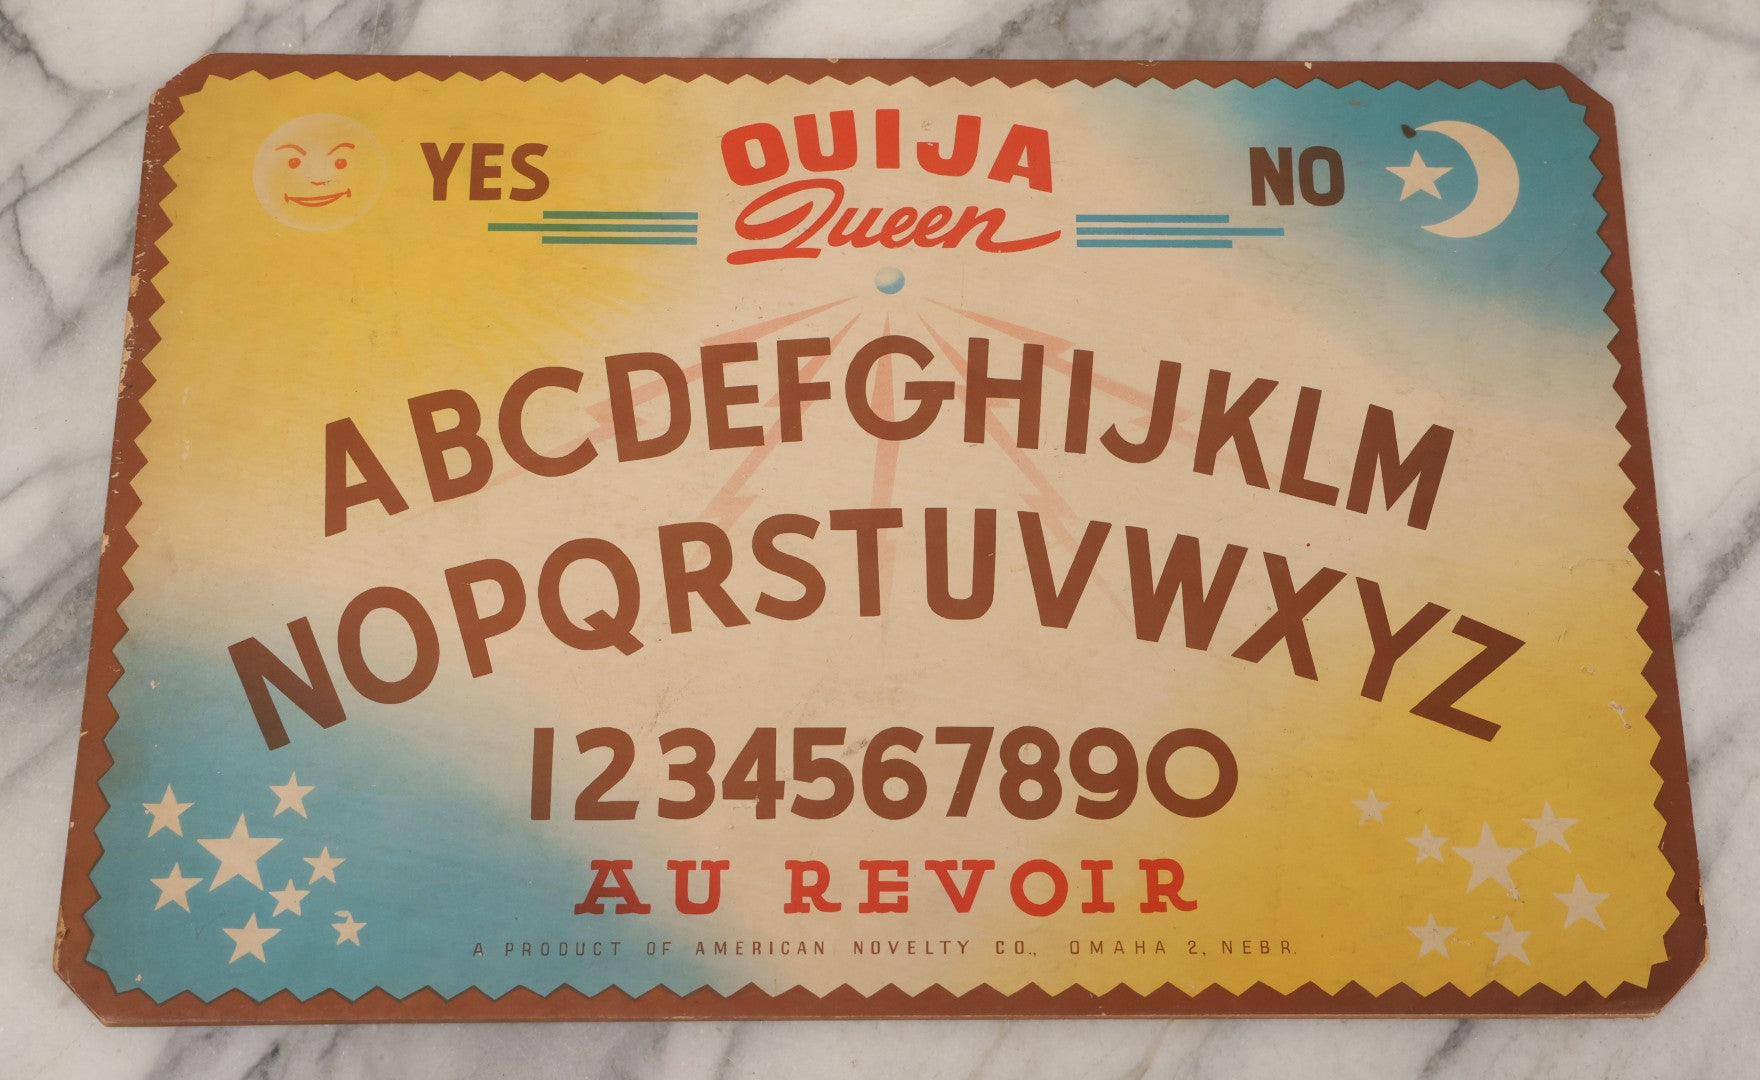 YES OUIJA NO
Queen
ABCDEFGHIJKLM
NOPQRSTUVWXYZ
1234567890
AU REVOIR
A PRODUCT OF AMERICAN NOVELTY CO., OMAHA 2, NEBR.